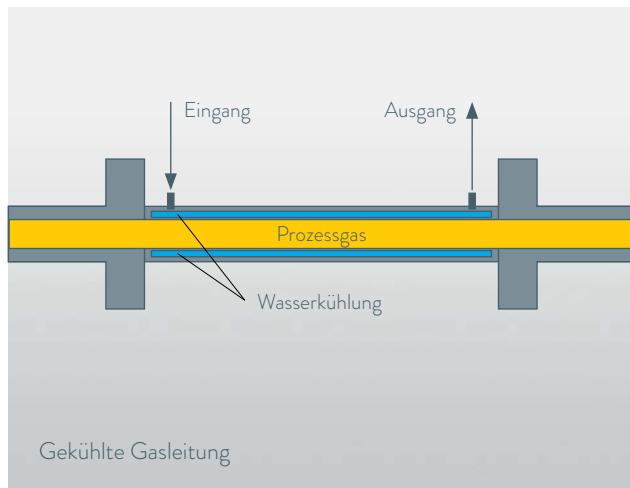 Eingang
Ausgang
Prozessgas
Wasserkühlung
Gekühlte Gasleitung